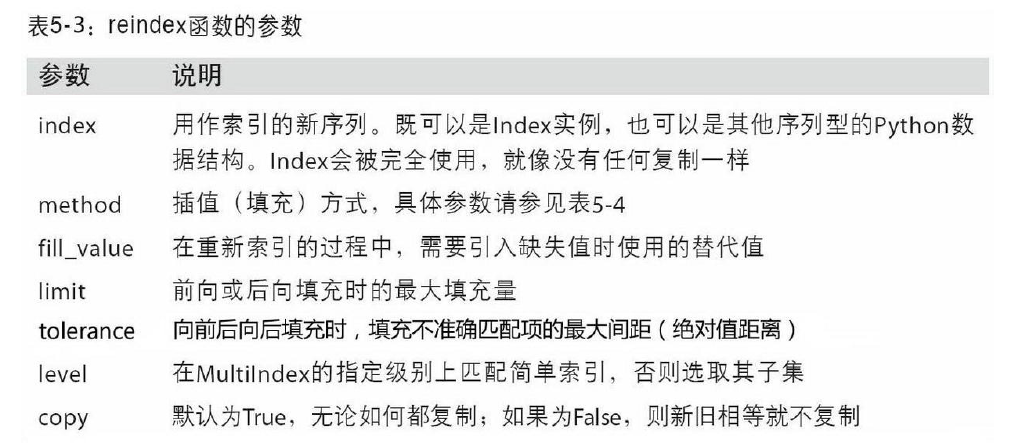 表5-3：reindex函数的参数
参数 说明
index 用作索引的新序列。既可以是Index实例，也可以是其他序列型的Python数
据结构。Index会被完全使用，就像没有任何复制一样
method 插值（填充）方式，具体参数请参见表5-4
fill_value 在重新索引的过程中，需要引入缺失值时使用的替代值
limit 前向或后向填充时的最大填充量
tolerance 向前后向后填充时，填充不准确匹配项的最大间距（绝对值距离）
level 在MultiIndex的指定级别上匹配简单索引，否则选取其子集
copy 默认为True，无论如何都复制；如果为False，则新旧相等就不复制